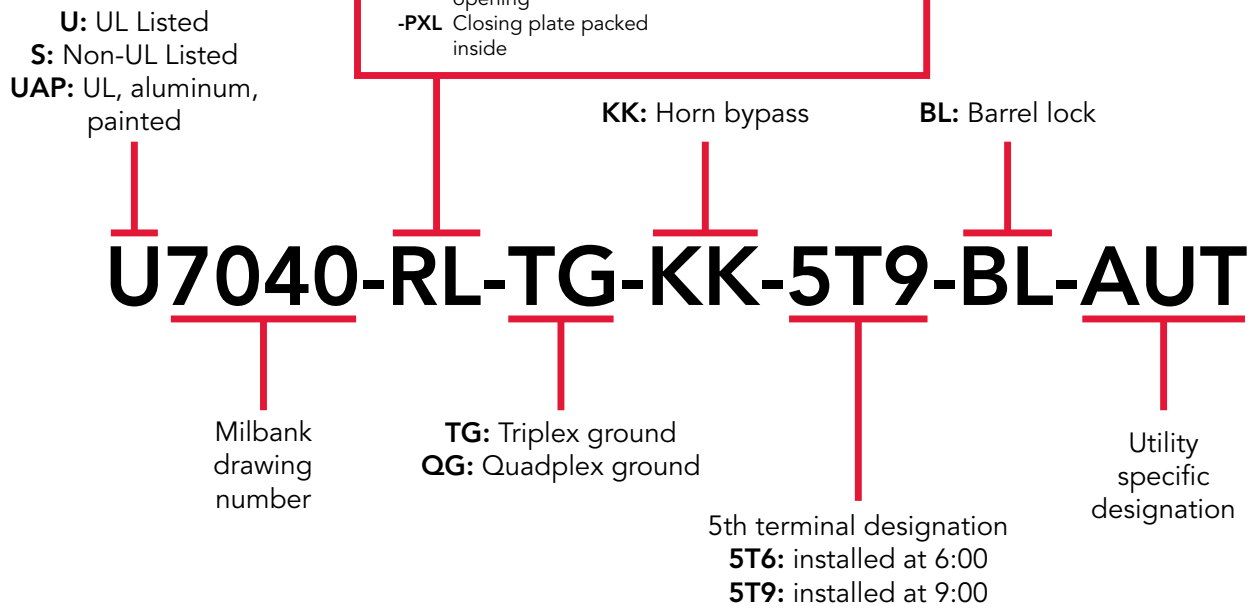 opening
-PXL Closing plate packed
inside
U: UL Listed
S: Non-UL Listed
UAP: UL, aluminum,
painted
KK: Horn bypass
BL: Barrel lock
U7040-RL-TG-KK-5T9-BL-AUT
Milbank
drawing
number
TG: Triplex ground
QG: Quadplex ground
5th terminal designation
5T6: installed at 6:00
5T9: installed at 9:00
Utility
specific
designation